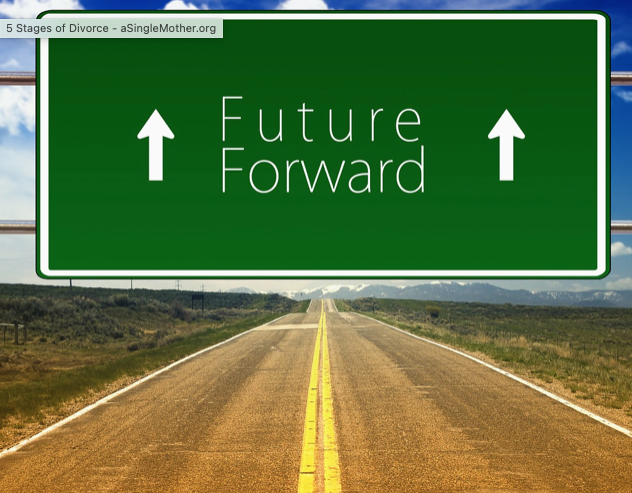 5 Stages of Divorce - aSingleMother.org
Future
Forward